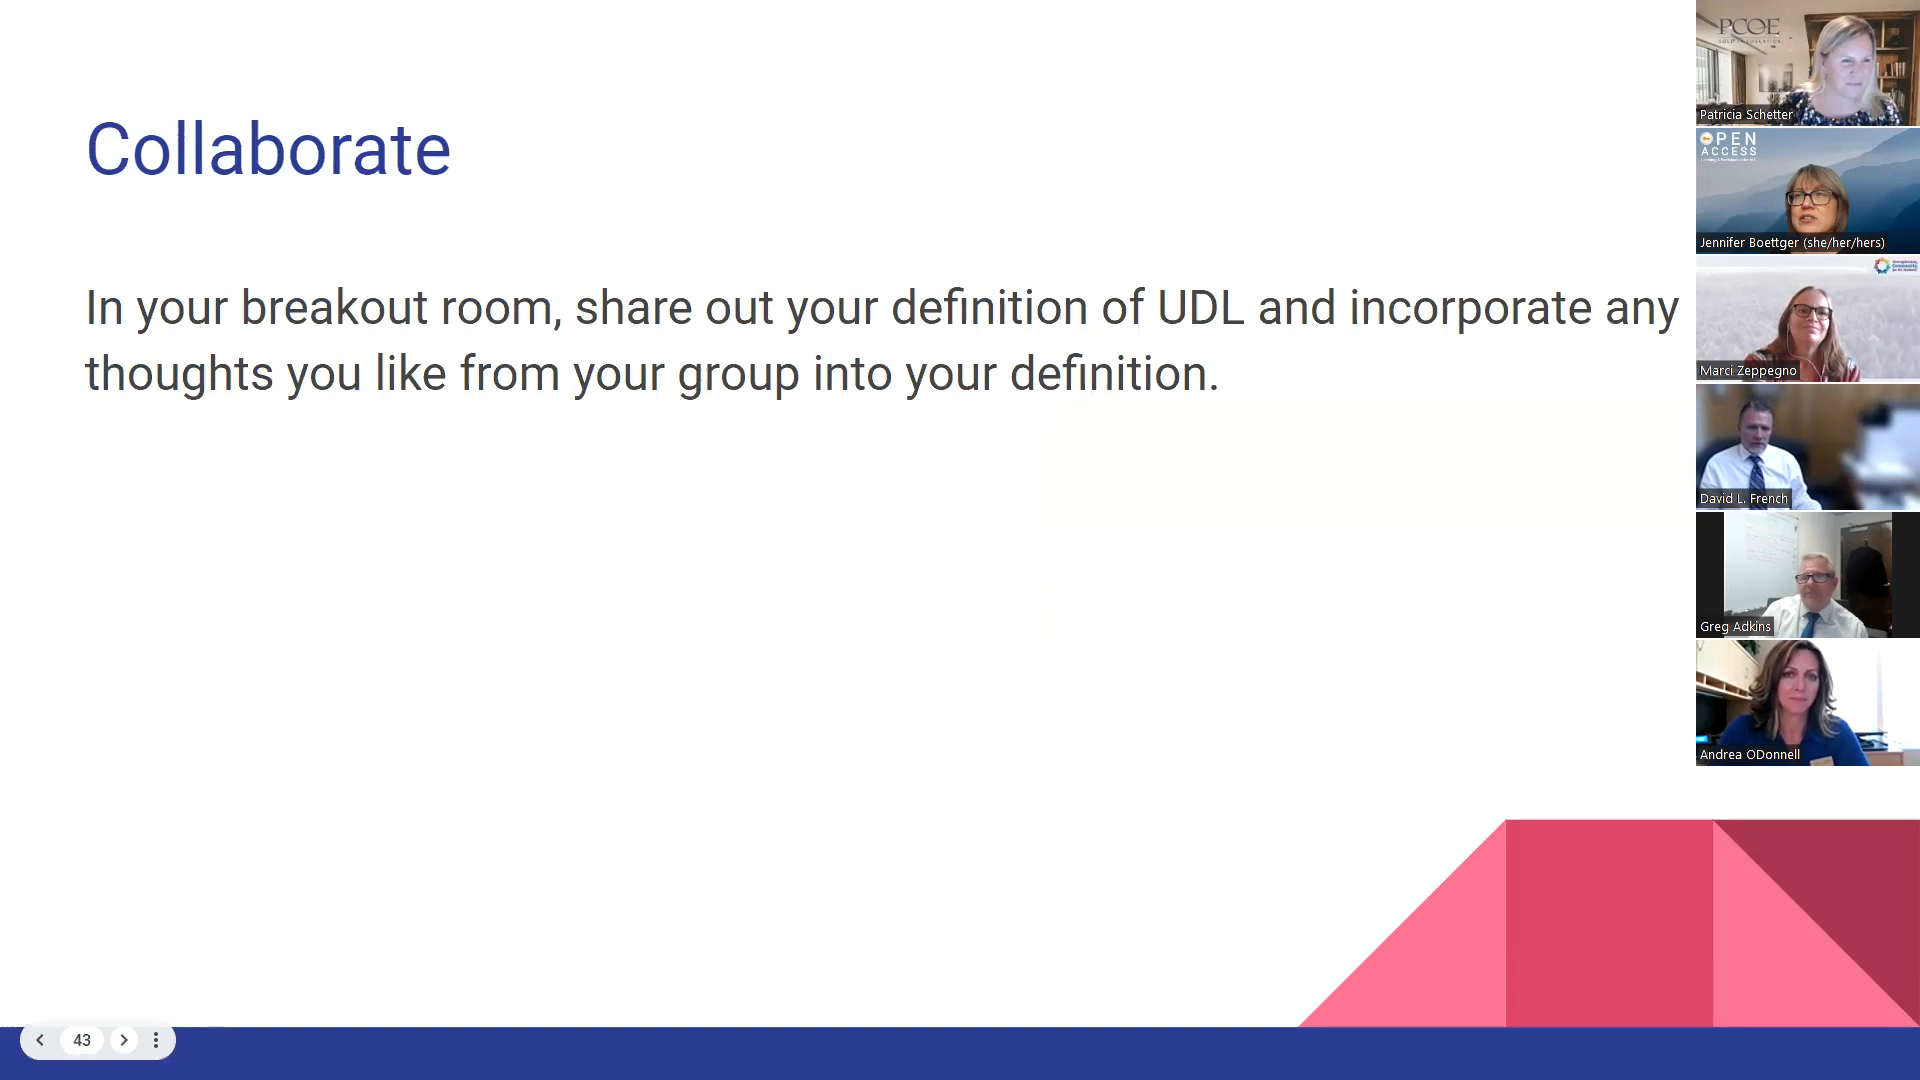 Collaborate
In your breakout room, share out your definition of UDL and incorporate any
thoughts you like from your group into your definition.
PCOE
Patricia Schetter
OPEN
ACCESS
Jennifer Boettger (she/her/hers)
Marci Zeppegno
David L. French
Greg Adkins
Andrea ODonnell
43